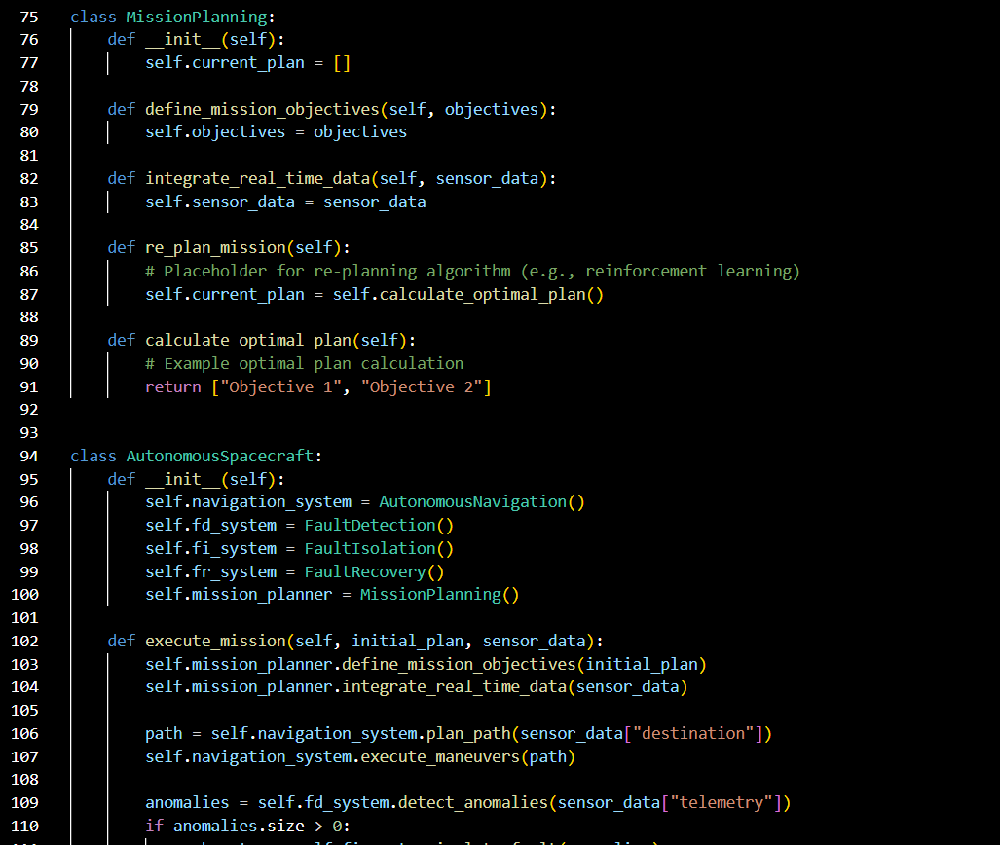 75 class MissionPlanning:
76     def __init__(self):
77         self.current_plan = []
78
79     def define_mission_objectives(self, objectives):
80         self.objectives = objectives
81
82     def integrate_real_time_data(self, sensor_data):
83         self.sensor_data = sensor_data
84
85     def re_plan_mission(self):
86         # Placeholder for re-planning algorithm (e.g., reinforcement learning)
87         self.current_plan = self.calculate_optimal_plan()
88
89     def calculate_optimal_plan(self):
90         # Example optimal plan calculation
91         return ["Objective 1", "Objective 2"]
92
93
94 class AutonomousSpacecraft:
95     def __init__(self):
96         self.navigation_system = AutonomousNavigation()
97         self.fd_system = FaultDetection()
98         self.fi_system = FaultIsolation()
99         self.fr_system = FaultRecovery()
100         self.mission_planner = MissionPlanning()
101
102     def execute_mission(self, initial_plan, sensor_data):
103         self.mission_planner.define_mission_objectives(initial_plan)
104         self.mission_planner.integrate_real_time_data(sensor_data)
105
106         path = self.navigation_system.plan_path(sensor_data["destination"])
107         self.navigation_system.execute_maneuvers(path)
108
109         anomalies = self.fd_system.detect_anomalies(sensor_data["telemetry"])
110         if anomalies.size > 0: